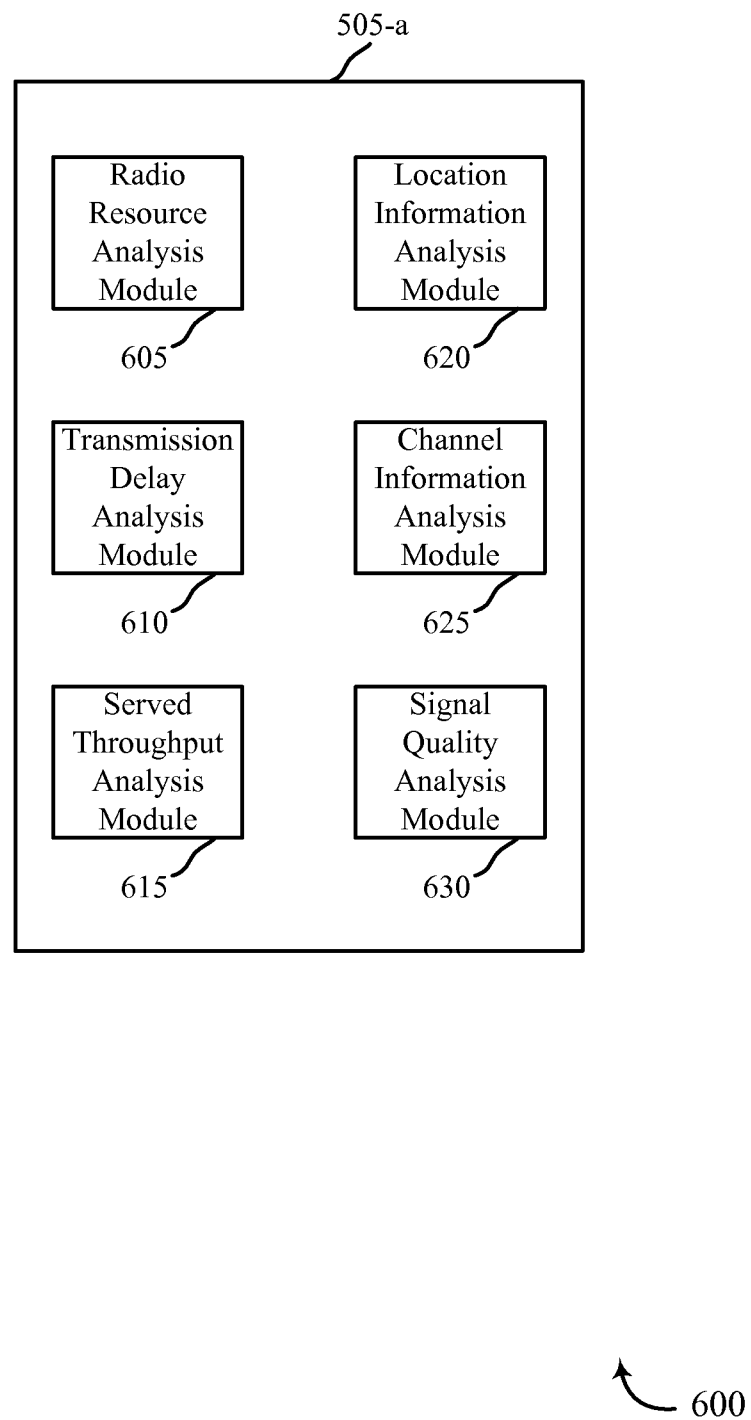 505-a
Radio
Resource
Analysis
Module
605
Location
Information
Analysis
Module
620
Transmission
Delay
Analysis
Module
610
Channel
Information
Analysis
Module
625
Served
Throughput
Analysis
Module
615
Signal
Quality
Analysis
Module
630
600